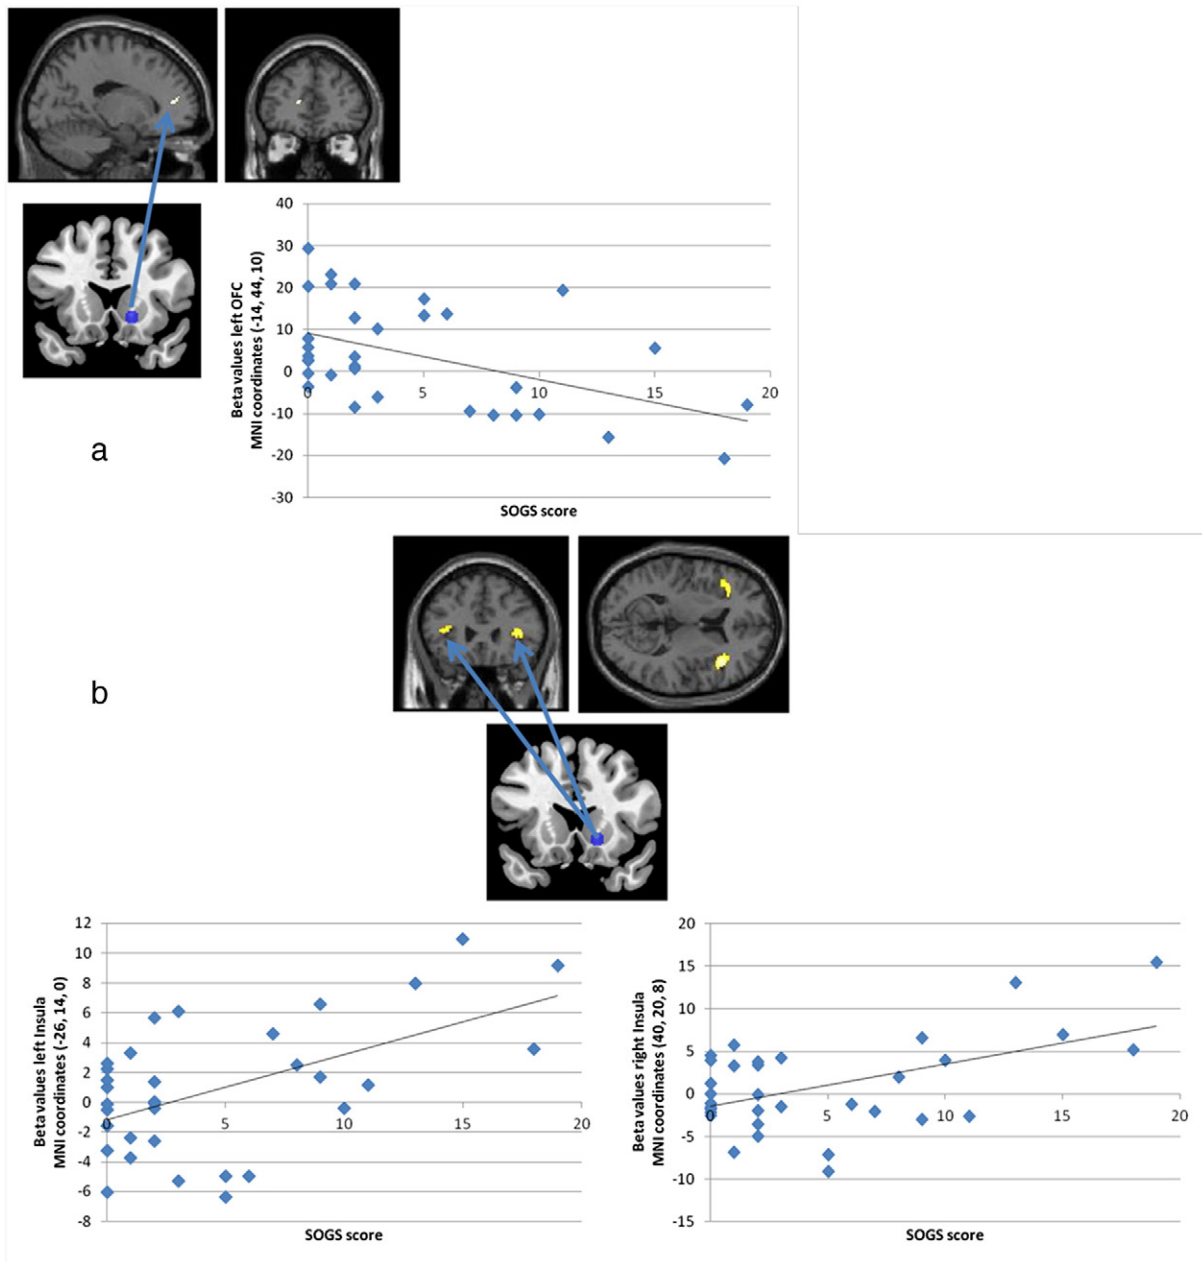 40
30
20
10
0
-10
-20
-30
0 5 10 15 20
Beta values left OFC
MNI coordinates (-14, 44, 10)
SOGS score
a
b
12
10
8
6
4
2
0
-2
-4
-6
-8
0 5 10 15 20
Beta values left Insula
MNI coordinates (-26, 14, 0)
SOGS score
20
15
10
5
0
-5
-10
-15
0 5 10 15 20
Beta values right Insula
MNI coordinates (40, 20, 8)
SOGS score